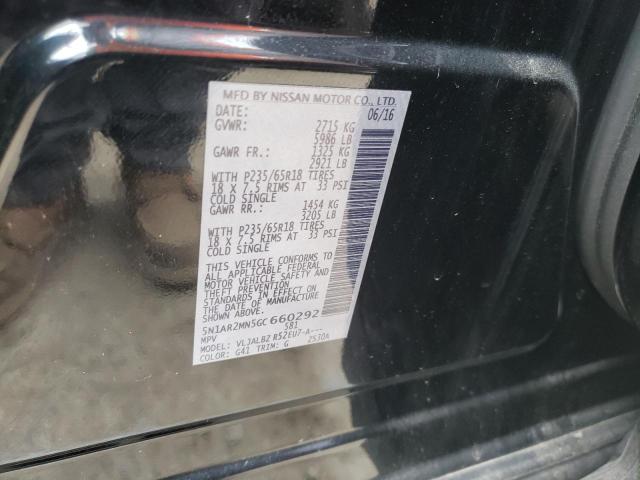 MFD BY NISSAN MOTOR CO., LTD.
DATE: 06/16
GVWR: 2715 KG
5986 LB
GAWR FR.: 1325 KG
2921 LB
WITH P235/65R18 TIRES
18 X 7.5 RIMS AT 33 PSI
COLD SINGLE
GAWR RR.: 1454 KG
3205 LB
WITH P235/65R18 TIRES
18 X 7.5 RIMS AT 33 PSI
COLD SINGLE
THIS VEHICLE CONFORMS TO
ALL APPLICABLE FEDERAL
MOTOR VEHICLE SAFETY AND
THEFT PREVENTION
STANDARDS IN EFFECT ON
THE DATE OF MANUFACTURE
SHOWN ABOVE.
5N1AR2MN5GC660292
MPV 581
MODEL: VLJALBZ R52EU7-A---
COLOR: G41 TRIM: G 2530A